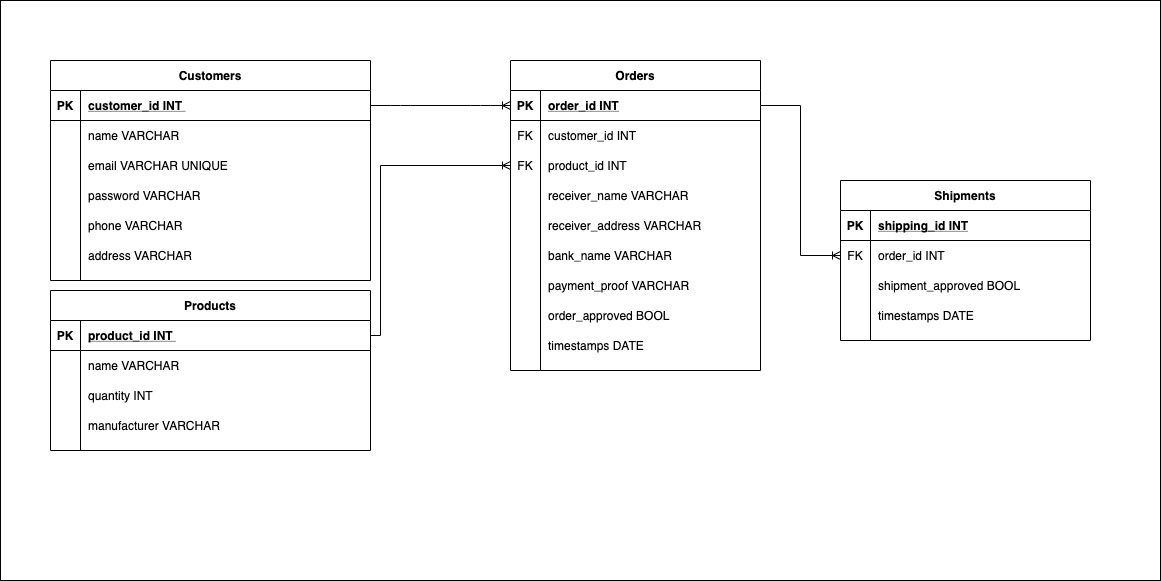 Customers
PK customer_id INT
name VARCHAR
email VARCHAR UNIQUE
password VARCHAR
phone VARCHAR
address VARCHAR
Products
PK product_id INT
name VARCHAR
quantity INT
manufacturer VARCHAR
Orders
PK order_id INT
FK customer_id INT
FK product_id INT
receiver_name VARCHAR
receiver_address VARCHAR
bank_name VARCHAR
payment_proof VARCHAR
order_approved BOOL
timestamps DATE
Shipments
PK shipping_id INT
FK order_id INT
shipment_approved BOOL
timestamps DATE